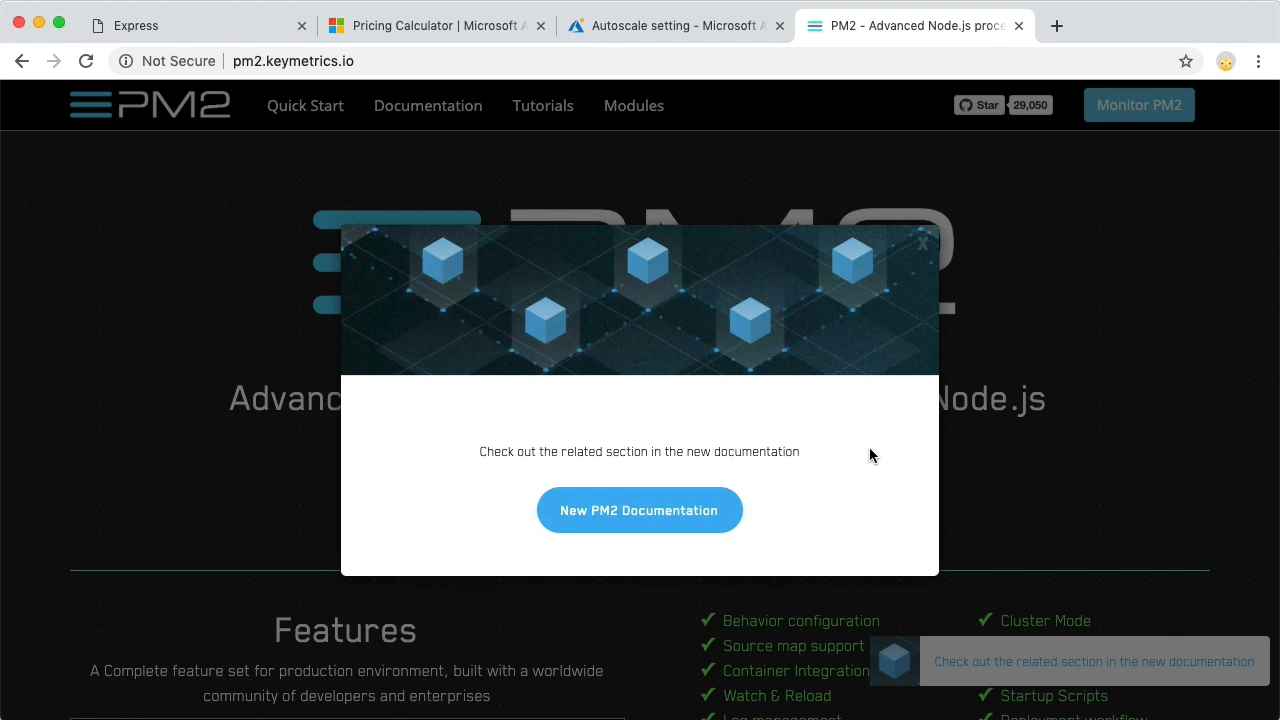 Express
Pricing Calculator | Microsoft A
Autoscale setting - Microsoft A
PM2 - Advanced Node.js proce
Not Secure
pm2.keymetrics.io
PM2
Quick Start
Documentation
Tutorials
Modules
Star
29,050
Monitor PM2
X
Advanc
Node.js
Check out the related section in the new documentation
New PM2 Documentation
Features
A Complete feature set for production environment, built with a worldwide
community of developers and enterprises
Behavior configuration
Source map support
Container Integration
Watch & Reload
Log management
Cluster Mode
Check out the related section in the new documentation
Startup Scripts
Deployment workflow